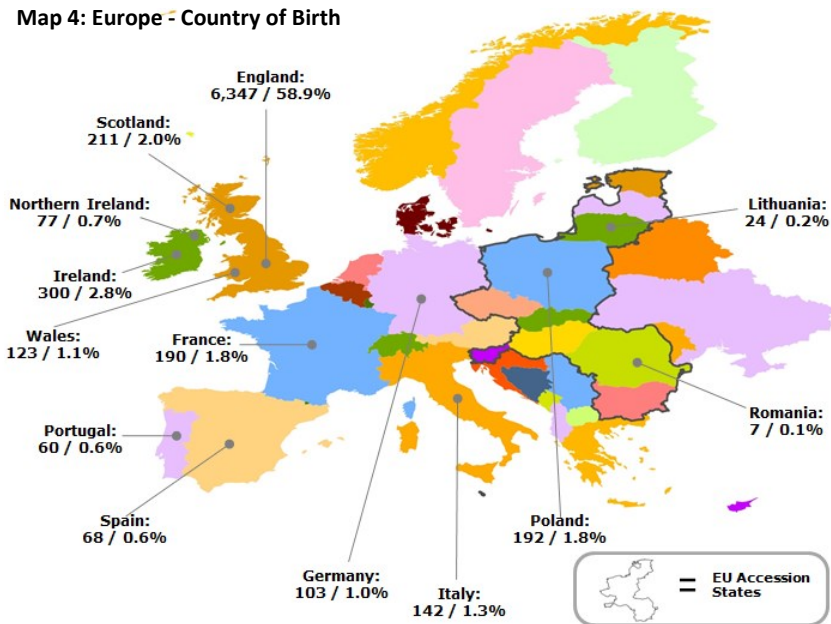 Map 4: Europe - Country of Birth
England:
6,347 / 58.9%
Scotland:
211 / 2.0%
Northern Ireland:
77 / 0.7%
Ireland:
300 / 2.8%
Wales:
123 / 1.1%
France:
190 / 1.8%
Portugal:
60 / 0.6%
Spain:
68 / 0.6%
Germany:
103 / 1.0%
Italy:
142 / 1.3%
Poland:
192 / 1.8%
Lithuania:
24 / 0.2%
Romania:
7 / 0.1%
= EU Accession
States